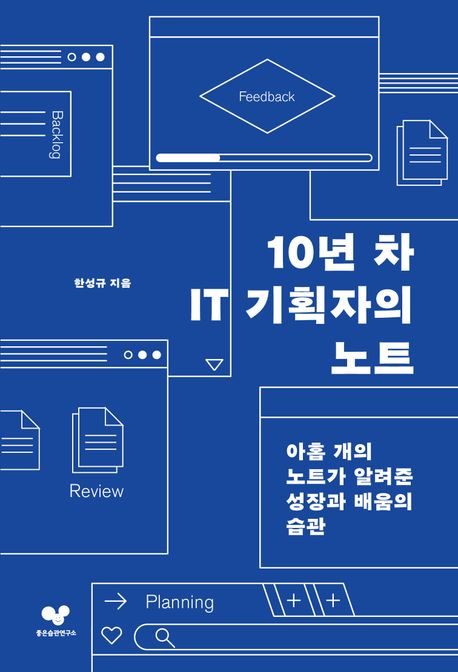 Feedback
Backlog
10년 차
IT 기획자의
노트
한성규 지음
아홉 개의
노트가 알려준
성장과 배움의
습관
Review
Planning
좋은습관연구소